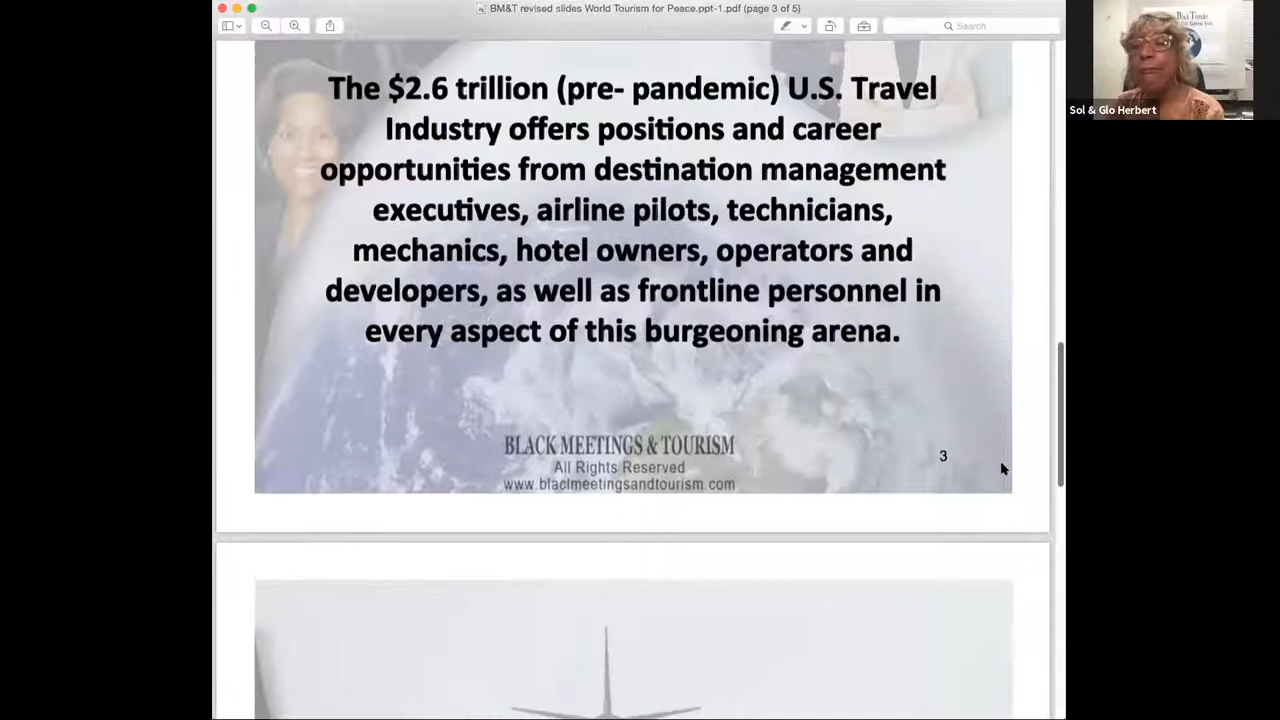 BM&T revised slides World Tourism for Peace.ppt-1.pdf (page 3 of 5)
Search
Sol & Glo Herbert
The $2.6 trillion (pre- pandemic) U.S. Travel
Industry offers positions and career
opportunities from destination management
executives, airline pilots, technicians,
mechanics, hotel owners, operators and
developers, as well as frontline personnel in
every aspect of this burgeoning arena.
BLACK MEETINGS & TOURISM
All Rights Reserved
www.blaclmeetingsandtourism.com
3